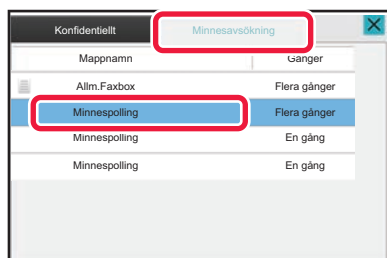 Konfidentiellt Minnesavsökning
Mappnamn Gånger
Allm.Faxbox Flera gånger
Minnespolling Flera gånger
Minnespolling En gång
Minnespolling En gång